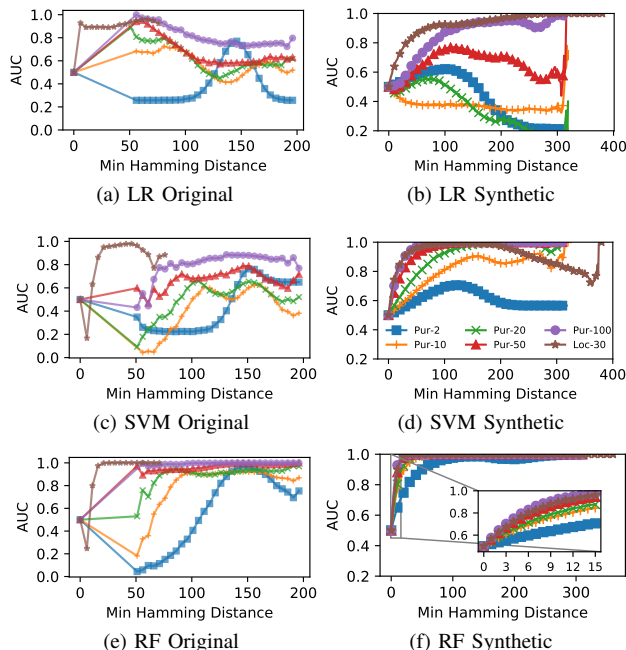 1.0
0.8
0.6
0.4
0.2
0.0
AUC
0 50 100 150 200
Min Hamming Distance
(a) LR Original
1.0
0.8
0.6
0.4
0.2
AUC
0 100 200 300 400
Min Hamming Distance
(b) LR Synthetic
1.0
0.8
0.6
0.4
0.2
0.0
AUC
0 50 100 150 200
Min Hamming Distance
(c) SVM Original
1.0
0.8
0.6
0.4
0.2
AUC
Pur-2 Pur-20 Pur-100
Pur-10 Pur-50 Loc-30
0 100 200 300 400
Min Hamming Distance
(d) SVM Synthetic
1.0
0.8
0.6
0.4
0.2
0.0
AUC
0 50 100 150 200
Min Hamming Distance
(e) RF Original
1.0
0.8
0.6
0.4
0.2
AUC
1.0
0.8
0.6
0 3 6 9 12 15
0 100 200 300
Min Hamming Distance
(f) RF Synthetic